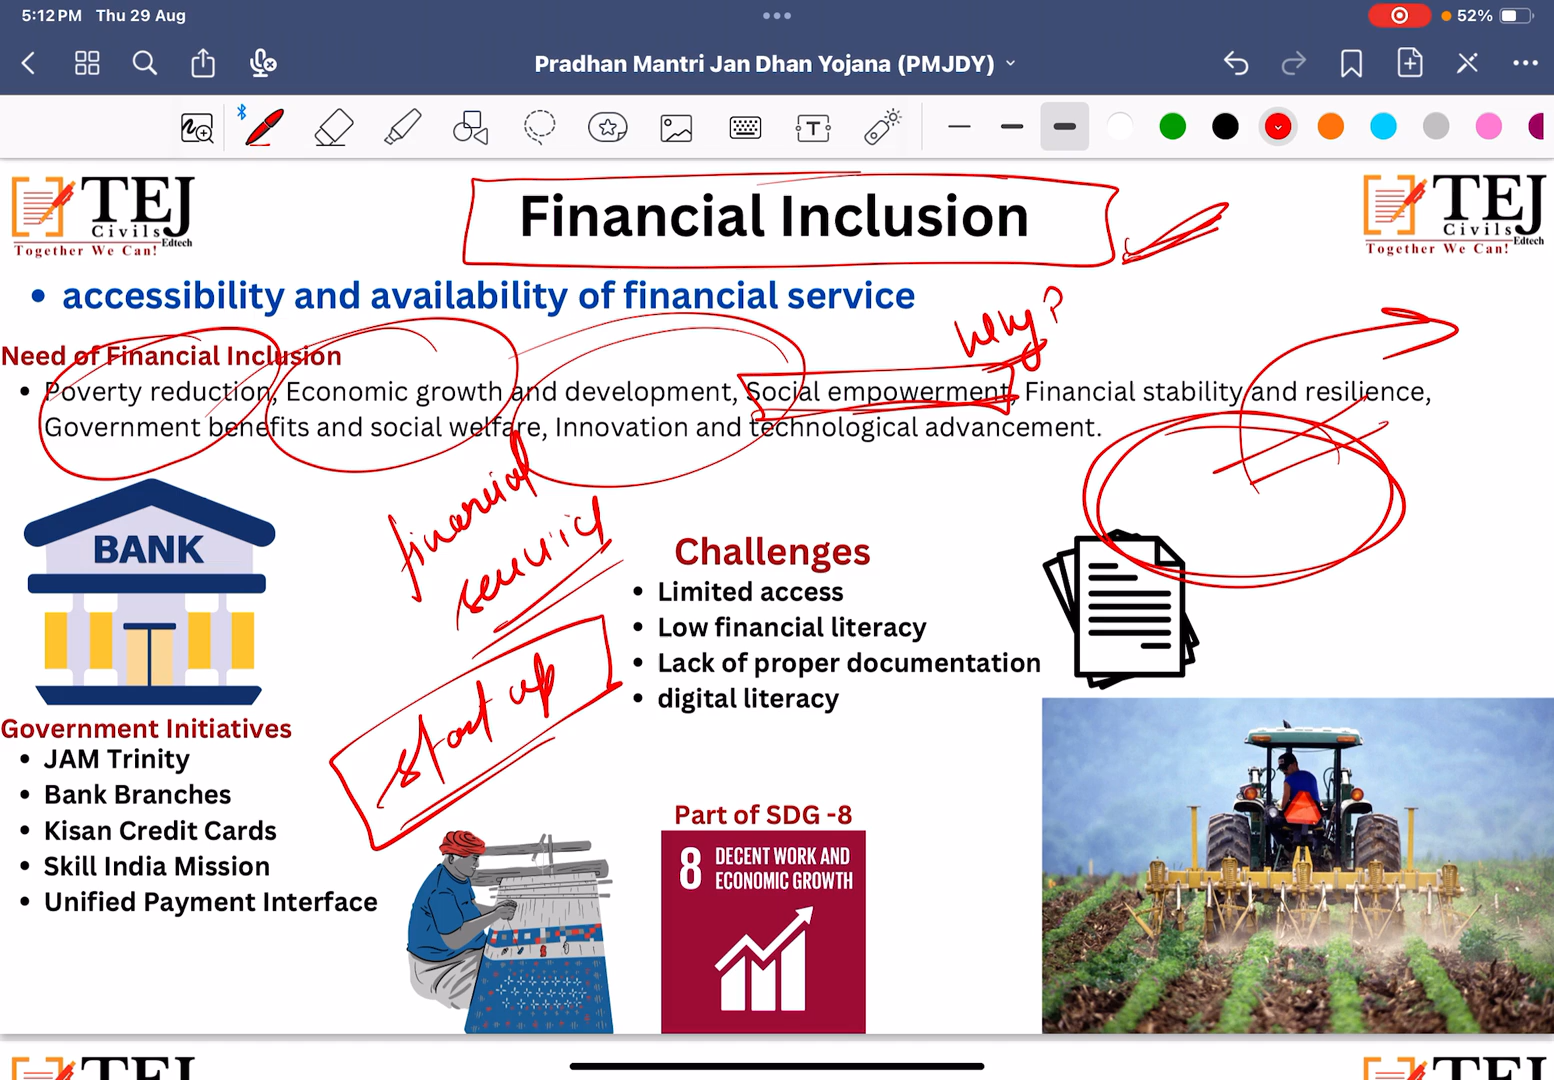 5:12 PM Thu 29 Aug
52%
Pradhan Mantri Jan Dhan Yojana (PMJDY)
T
TEJ
Civils
Edtech
Together We Can!
Financial Inclusion
TEJ
Civils
Edtech
Together We Can!
• accessibility and availability of financial service
why?
Need of Financial Inclusion
• Poverty reduction, Economic growth and development, Social empowerment, Financial stability and resilience,
Government benefits and social welfare, Innovation and technological advancement.
financial
BANK
start up
Challenges
• Limited access
• Low financial literacy
• Lack of proper documentation
• digital literacy
Government Initiatives
• JAM Trinity
• Bank Branches
• Kisan Credit Cards
• Skill India Mission
• Unified Payment Interface
Part of SDG -8
8 DECENT WORK AND
ECONOMIC GROWTH
TEJ
TEJ